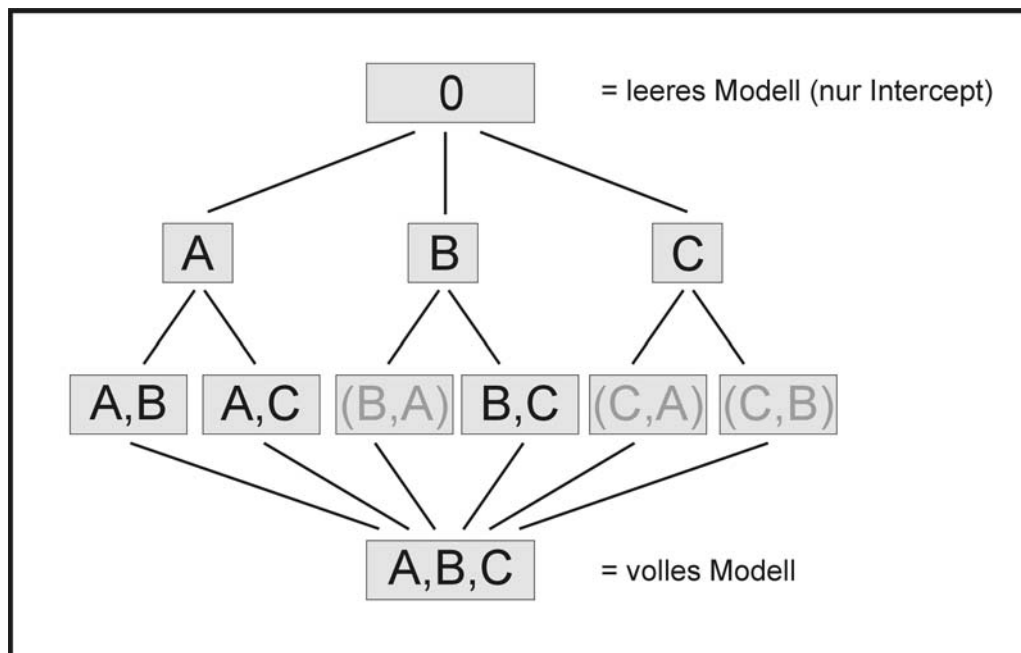 0 = leeres Modell (nur Intercept)
A B C
A,B A,C (B,A) B,C (C,A) (C,B)
A,B,C = volles Modell